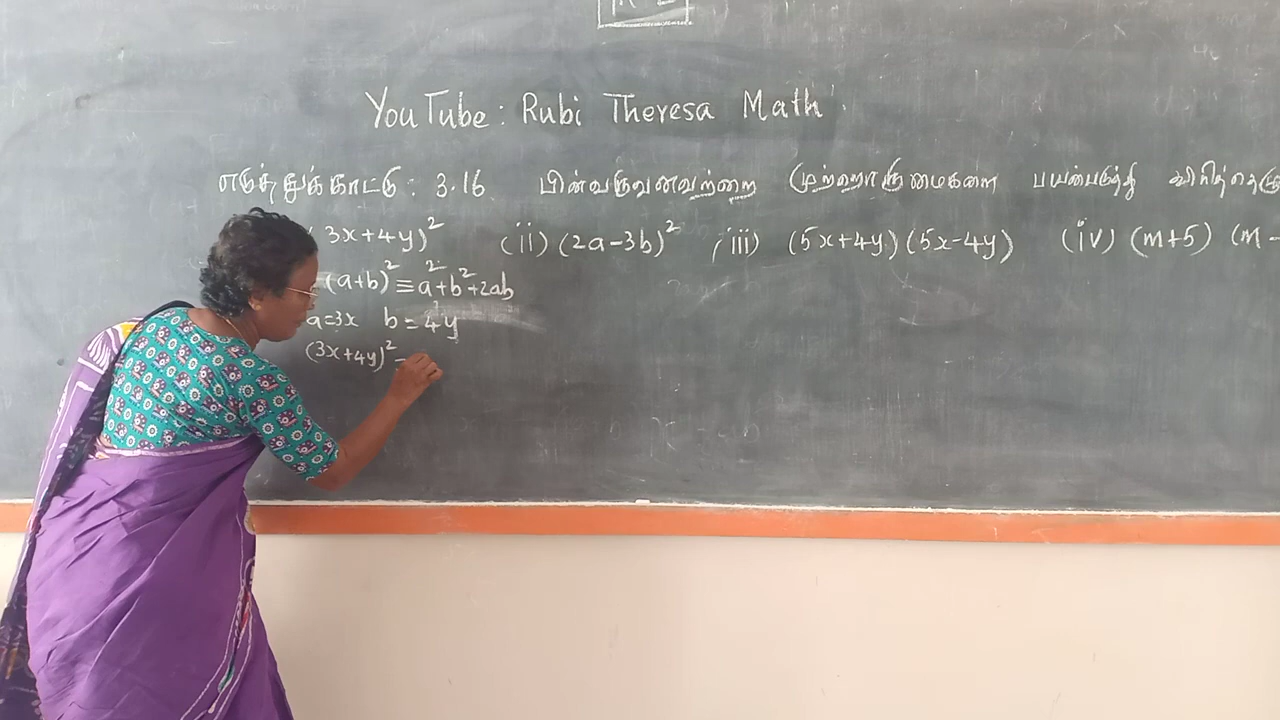 YouTube: Rubi Theresa Math
எடுத்துக்காட்டு: 3.16 பின்வருவனவற்றை முற்றொருமைகளை பயன்படுத்தி
3x+4y)² (ii) (2a-3b)² (iii) (5x+4y)(5x-4y) (iv) (m+5) (m-
(a+b)² ≡ a²+b²+2ab
a=3x b=4y
(3x+4y)² =